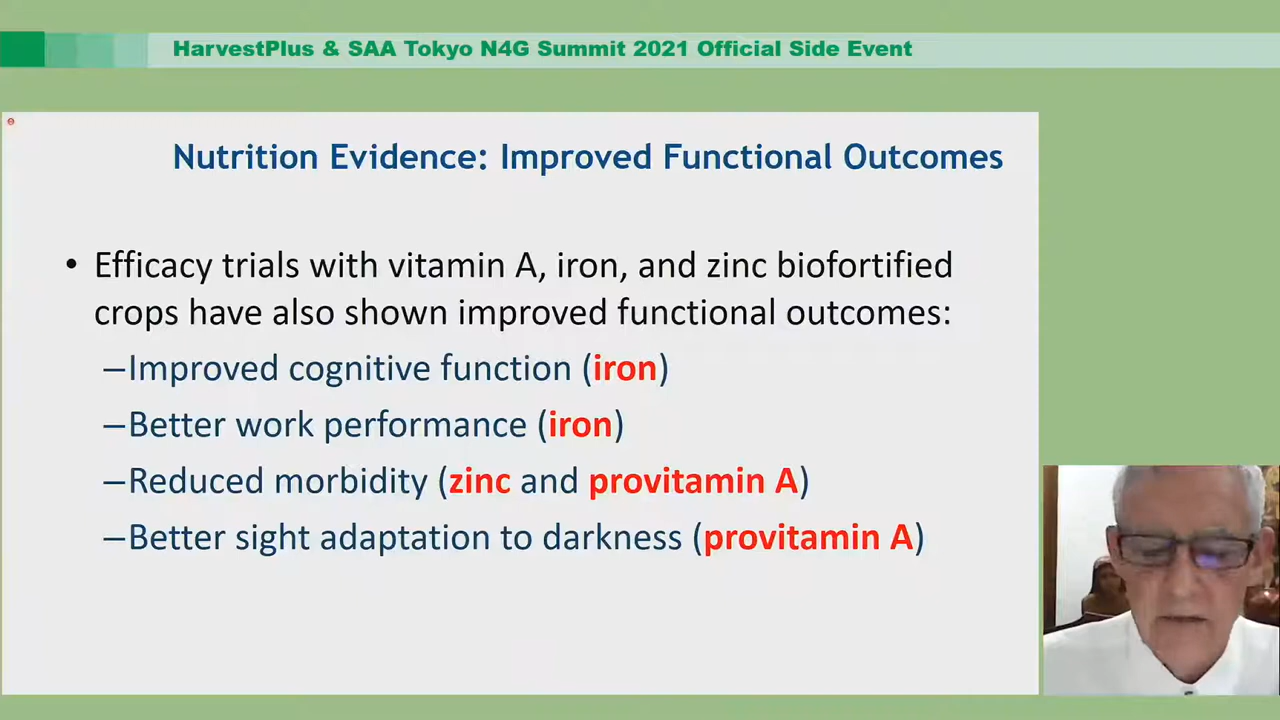 HarvestPlus & SAA Tokyo N4G Summit 2021 Official Side Event
Nutrition Evidence: Improved Functional Outcomes
• Efficacy trials with vitamin A, iron, and zinc biofortified
crops have also shown improved functional outcomes:
–Improved cognitive function (iron)
–Better work performance (iron)
–Reduced morbidity (zinc and provitamin A)
–Better sight adaptation to darkness (provitamin A)